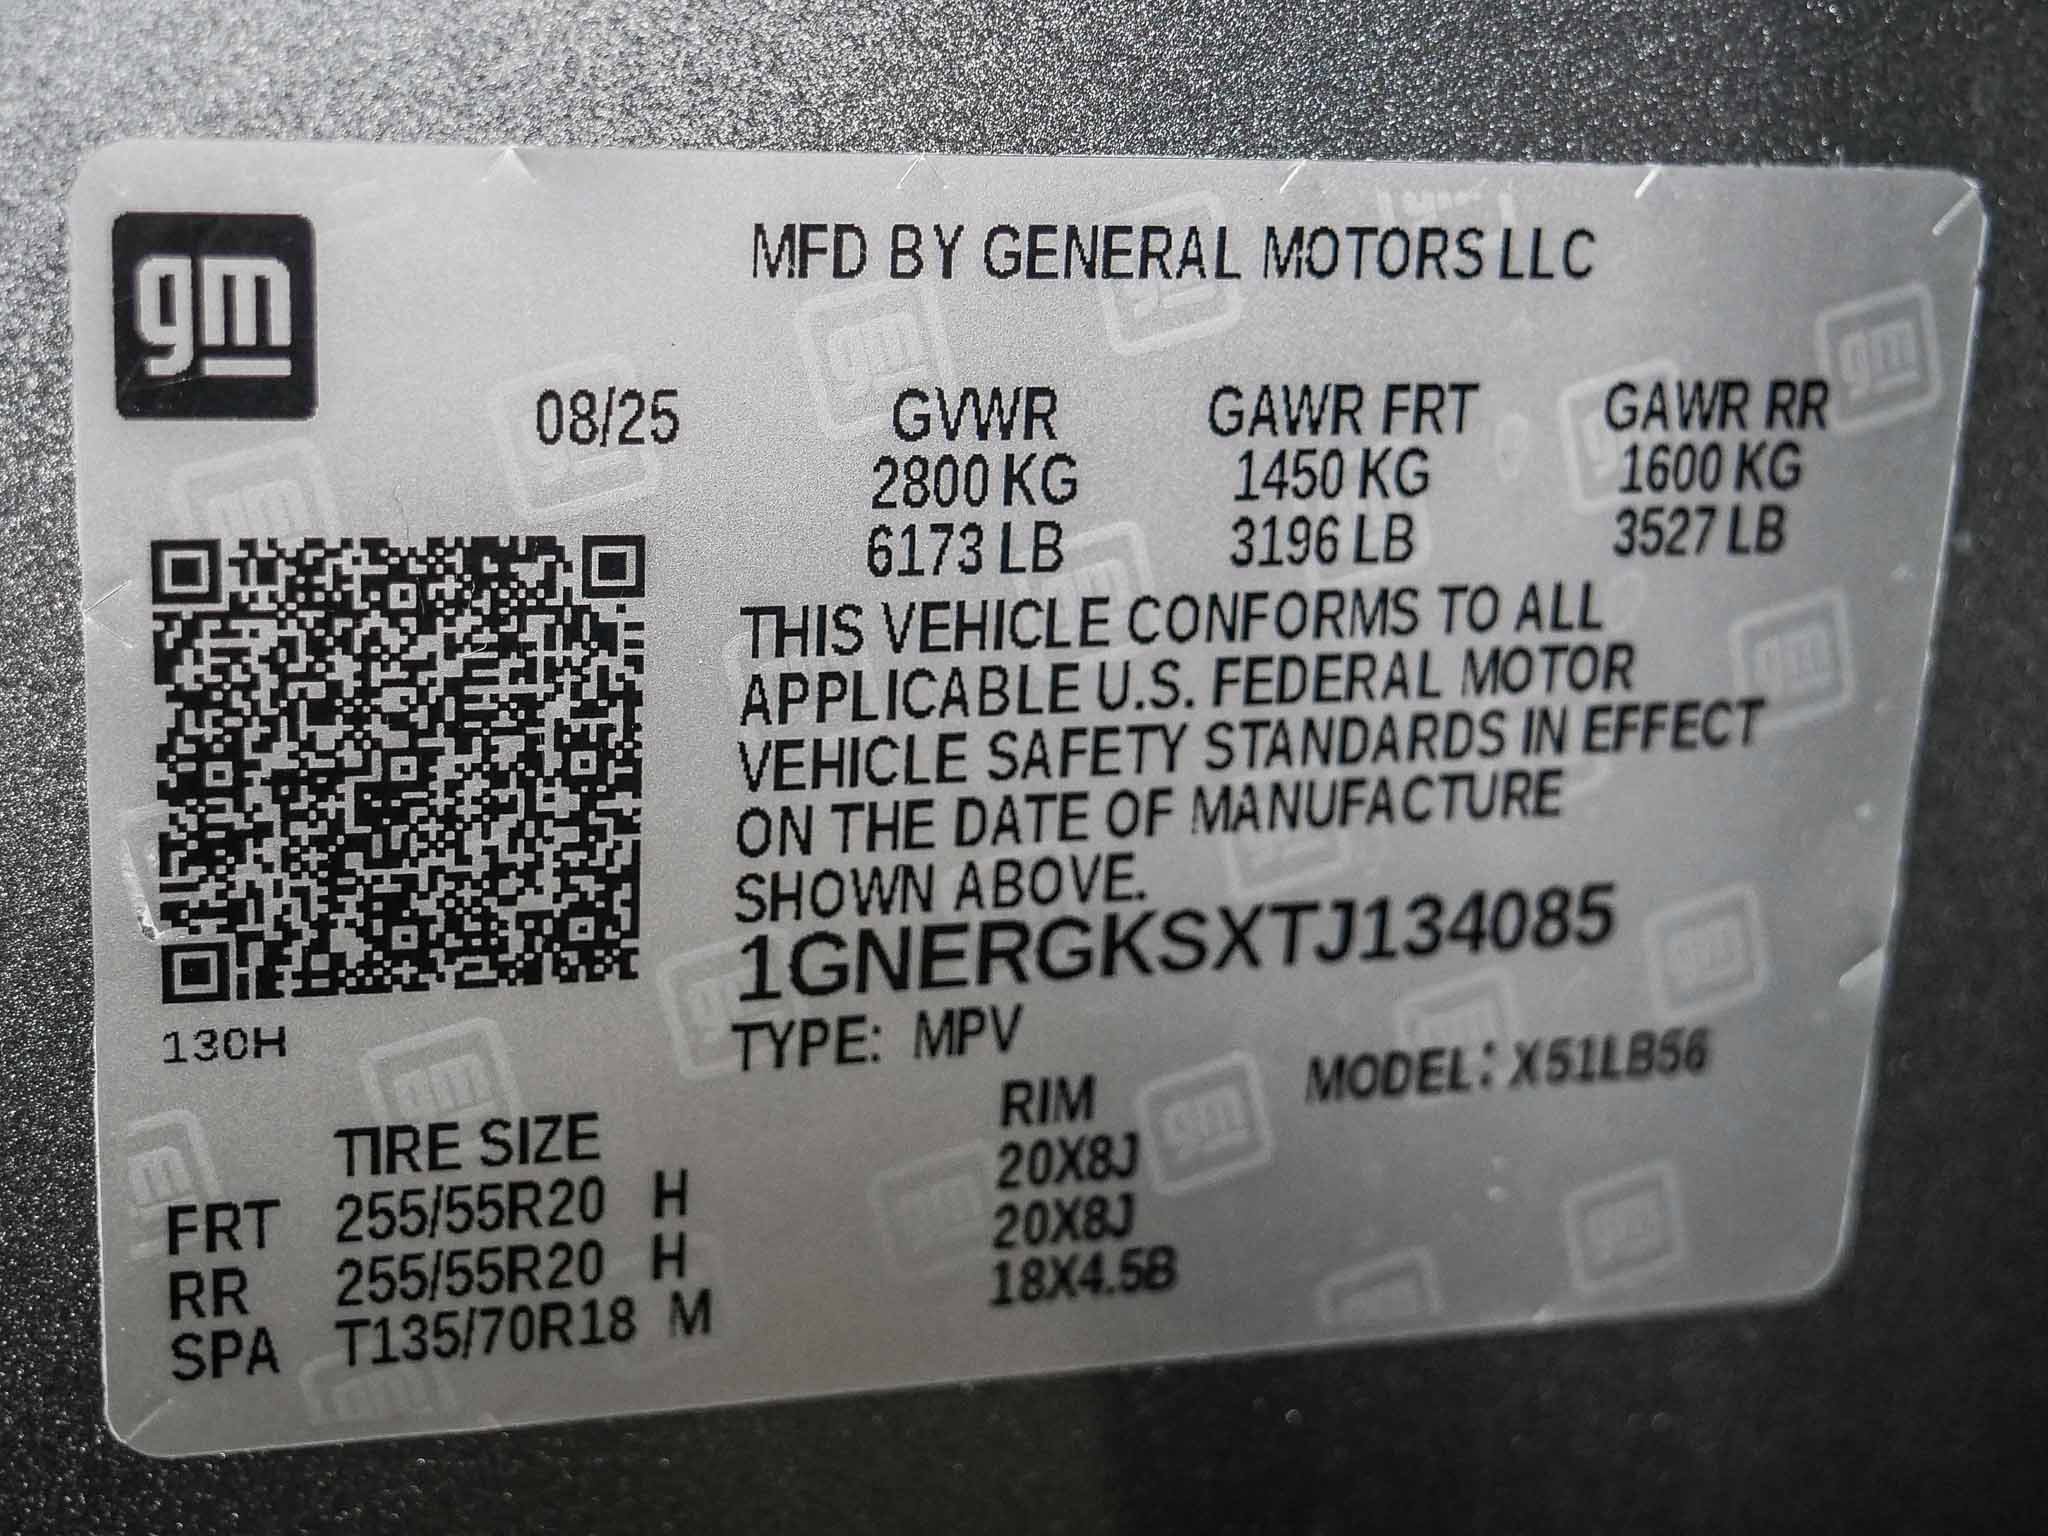 gm
MFD BY GENERAL MOTORS LLC
08/25 GVWR GAWR FRT GAWR RR
2800 KG 1450 KG 1600 KG
6173 LB 3196 LB 3527 LB
THIS VEHICLE CONFORMS TO ALL
APPLICABLE U.S. FEDERAL MOTOR
VEHICLE SAFETY STANDARDS IN EFFECT
ON THE DATE OF MANUFACTURE
SHOWN ABOVE.
1GNERGKSXTJ134085
130H
TYPE: MPV MODEL: X51LB56
TIRE SIZE RIM
FRT 255/55R20 H 20X8J
RR 255/55R20 H 20X8J
SPA T135/70R18 M 18X4.5B